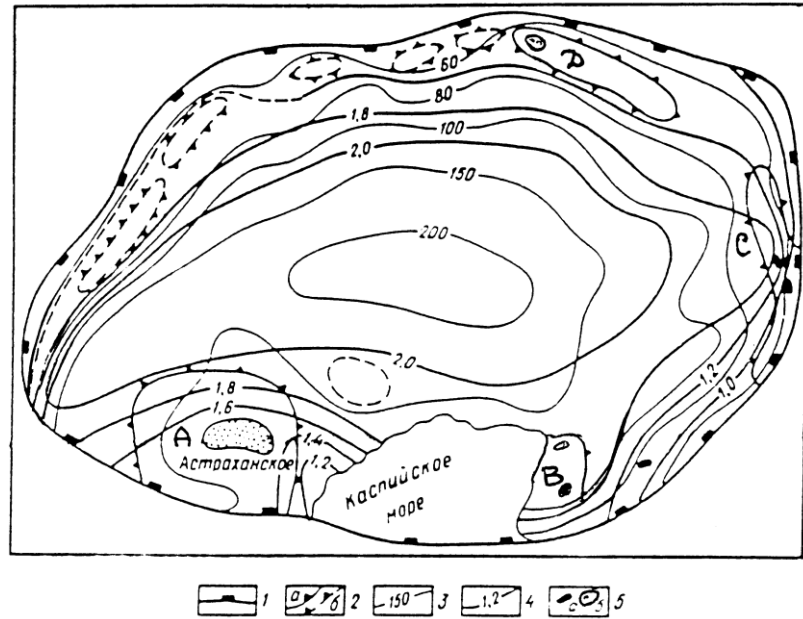 D
60
80
1,8
100
2,0
150
C
200
2,0
1,2
1,8
1,0
1,6
A
1,4
Астраханское
1,2
B
Каспийское
море
1
а
б
2
150
3
1,2
4
а
б
5